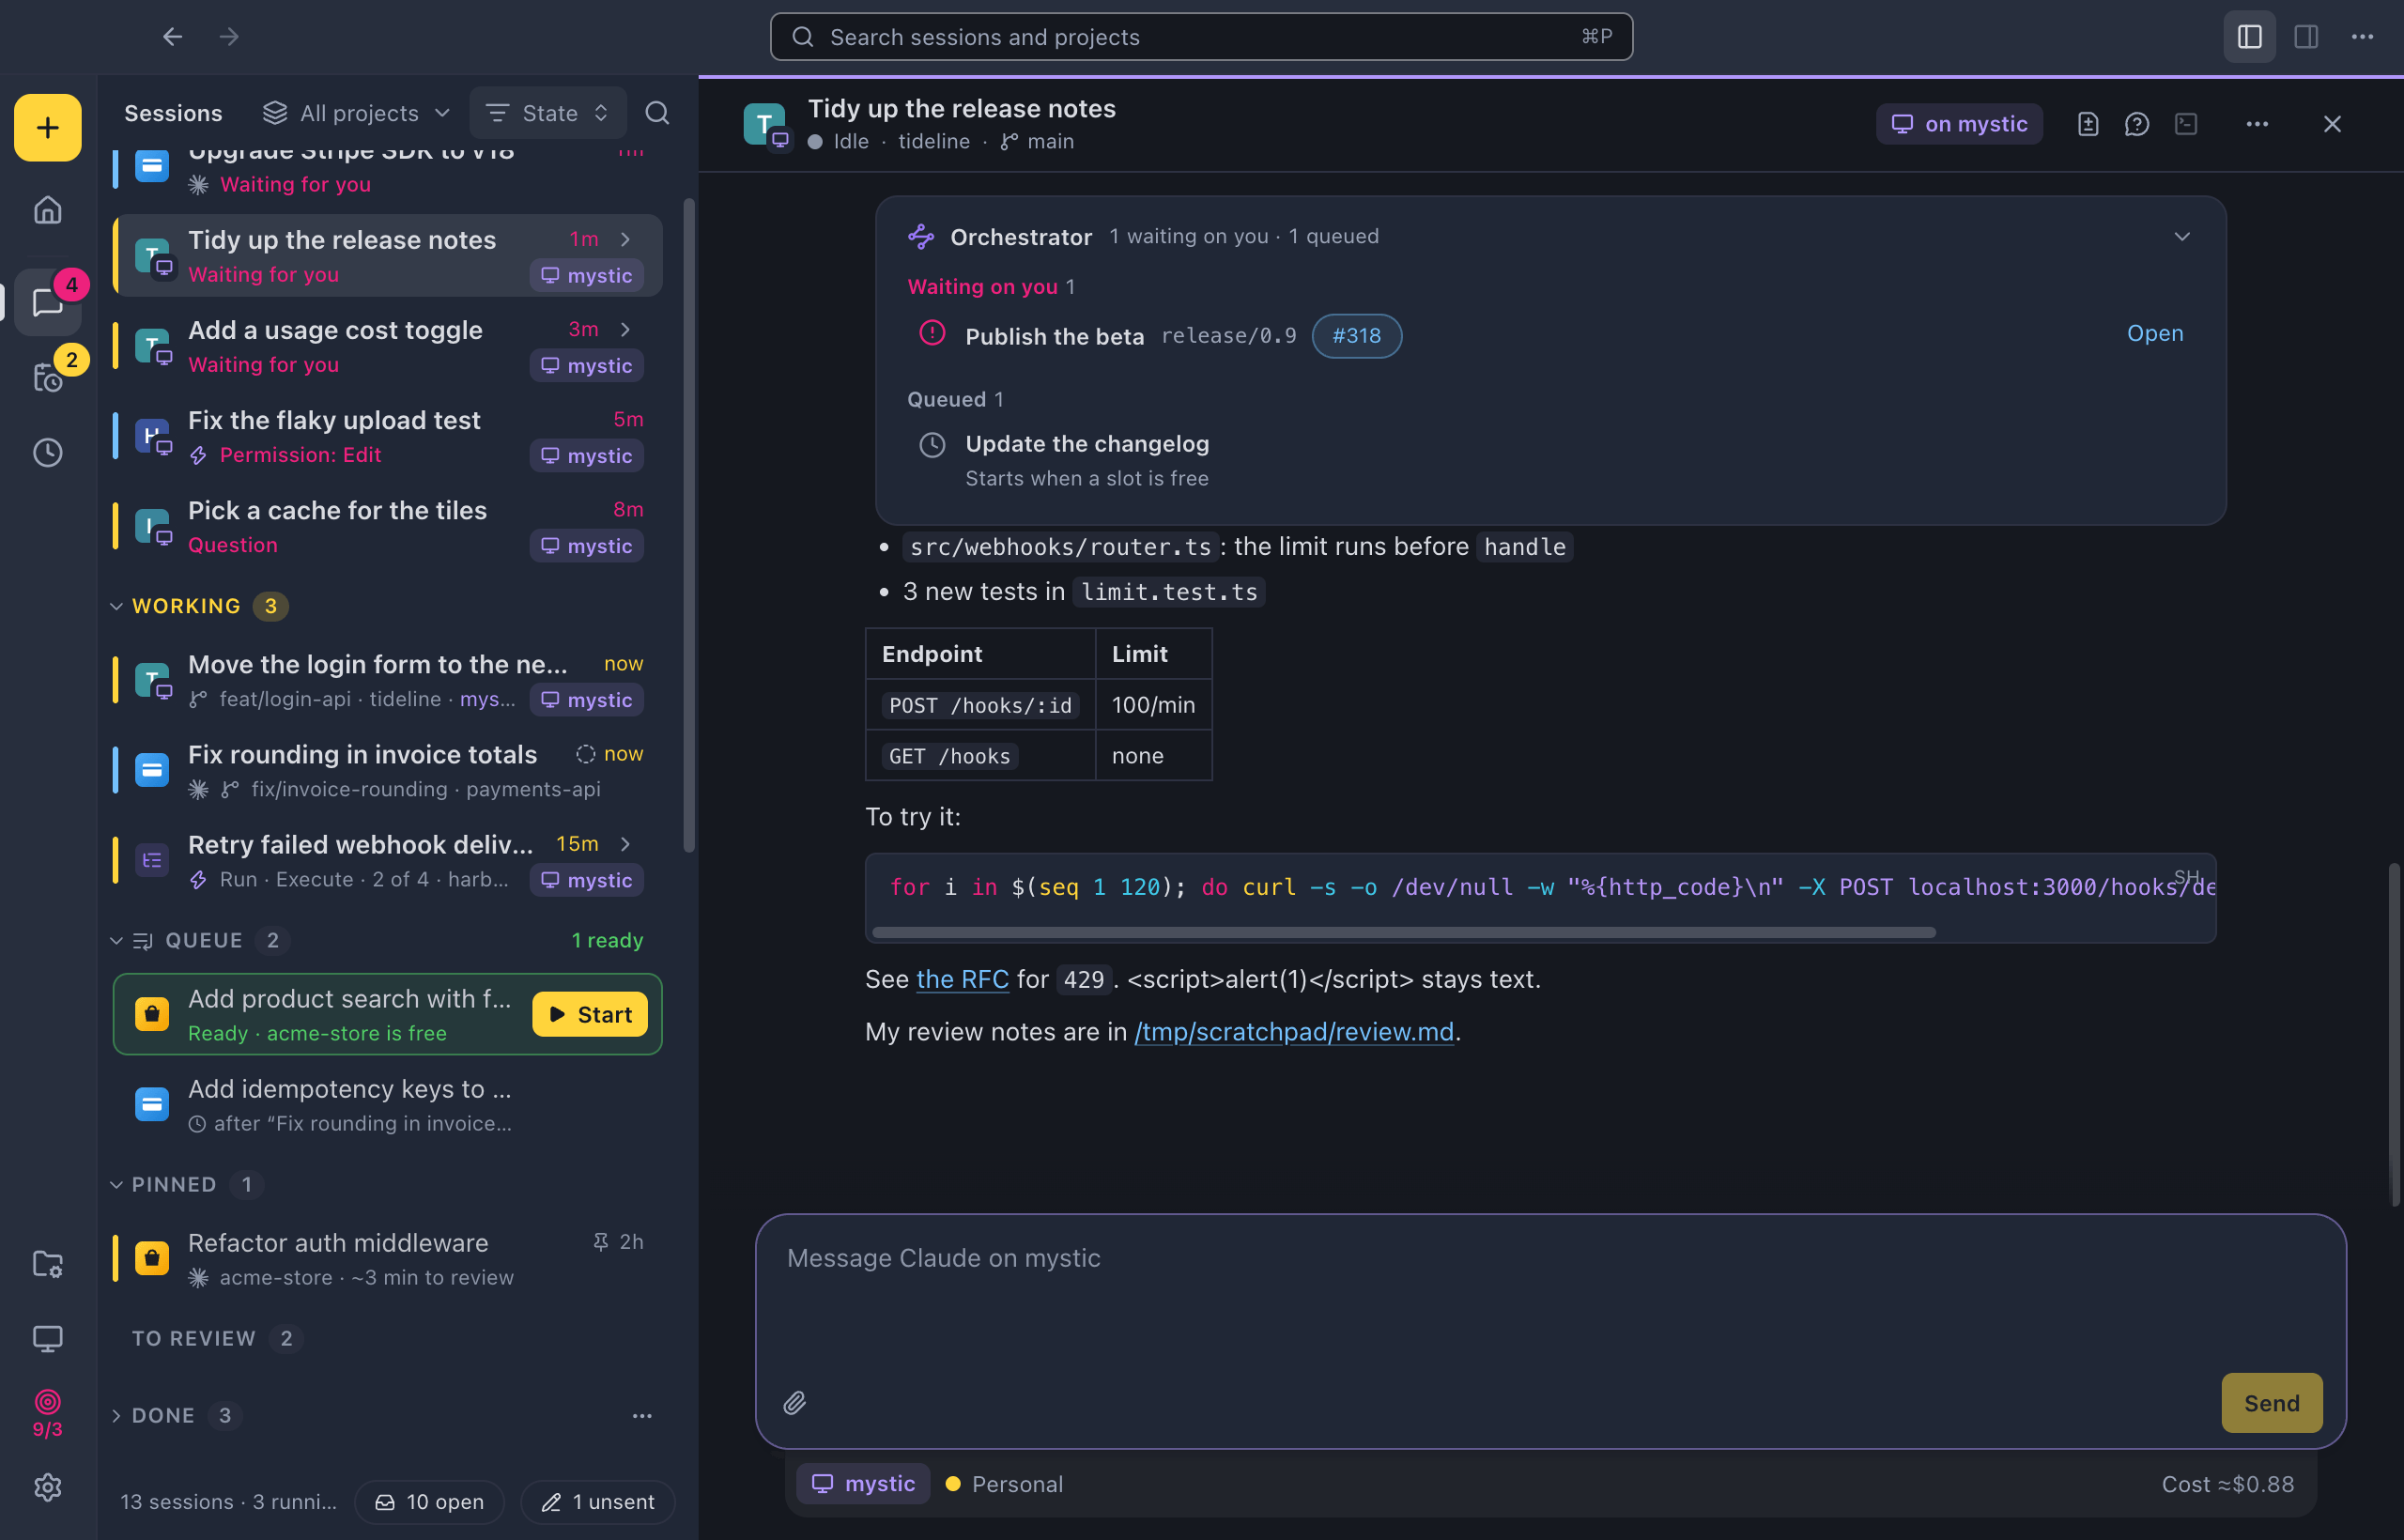 Search sessions and projects ⌘P
Sessions All projects State
Upgrade Stripe SDK to v18
Waiting for you
Tidy up the release notes 1m
Waiting for you mystic
Add a usage cost toggle 3m
Waiting for you mystic
Fix the flaky upload test 5m
Permission: Edit mystic
Pick a cache for the tiles 8m
Question mystic
WORKING 3
Move the login form to the ne... now
feat/login-api · tideline · mys... mystic
Fix rounding in invoice totals now
fix/invoice-rounding · payments-api
Retry failed webhook deliv... 15m
Run · Execute · 2 of 4 · harb... mystic
QUEUE 2 1 ready
Add product search with f...
Ready · acme-store is free
Start
Add idempotency keys to ...
after “Fix rounding in invoice...
PINNED 1
Refactor auth middleware 2h
acme-store · ~3 min to review
TO REVIEW 2
DONE 3
13 sessions · 3 runni... 10 open 1 unsent
4
2
9/3
T Tidy up the release notes
Idle · tideline · main
on mystic
Orchestrator 1 waiting on you · 1 queued
Waiting on you 1
Publish the beta release/0.9 #318 Open
Queued 1
Update the changelog
Starts when a slot is free
src/webhooks/router.ts: the limit runs before handle
3 new tests in limit.test.ts
Endpoint Limit
POST /hooks/:id 100/min
GET /hooks none
To try it:
SH
for i in $(seq 1 120); do curl -s -o /dev/null -w "%{http_code}\n" -X POST localhost:3000/hooks/de
See the RFC for 429. <script>alert(1)</script> stays text.
My review notes are in /tmp/scratchpad/review.md.
Message Claude on mystic
Send
mystic Personal Cost ≈$0.88